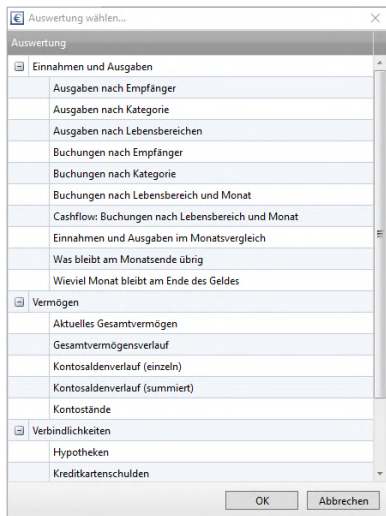 Auswertung wählen...
Auswertung
Einnahmen und Ausgaben
Ausgaben nach Empfänger
Ausgaben nach Kategorie
Ausgaben nach Lebensbereichen
Buchungen nach Empfänger
Buchungen nach Kategorie
Buchungen nach Lebensbereich und Monat
Cashflow: Buchungen nach Lebensbereich und Monat
Einnahmen und Ausgaben im Monatsvergleich
Was bleibt am Monatsende übrig
Wieviel Monat bleibt am Ende des Geldes
Vermögen
Aktuelles Gesamtvermögen
Gesamtvermögensverlauf
Kontosaldenverlauf (einzeln)
Kontosaldenverlauf (summiert)
Kontostände
Verbindlichkeiten
Hypotheken
Kreditkartenschulden
OK Abbrechen